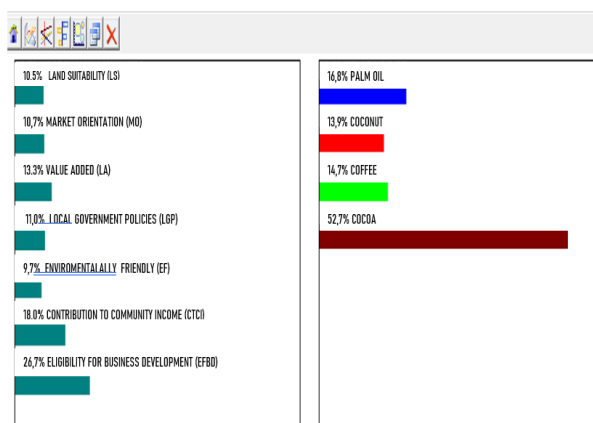 10.5% LAND SUITABILITY (LS)
10,7% MARKET ORIENTATION (MO)
13.3% VALUE ADDED (LA)
11,0% LOCAL GOVERNMENT POLICIES (LGP)
9,7% ENVIROMENTALALLY FRIENDLY (EF)
18.0% CONTRIBUTION TO COMMUNITY INCOME (CTCI)
26,7% ELIGIBILITY FOR BUSINESS DEVELOPMENT (EFBD)
16,8% PALM OIL
13,9% COCONUT
14,7% COFFEE
52,7% COCOA